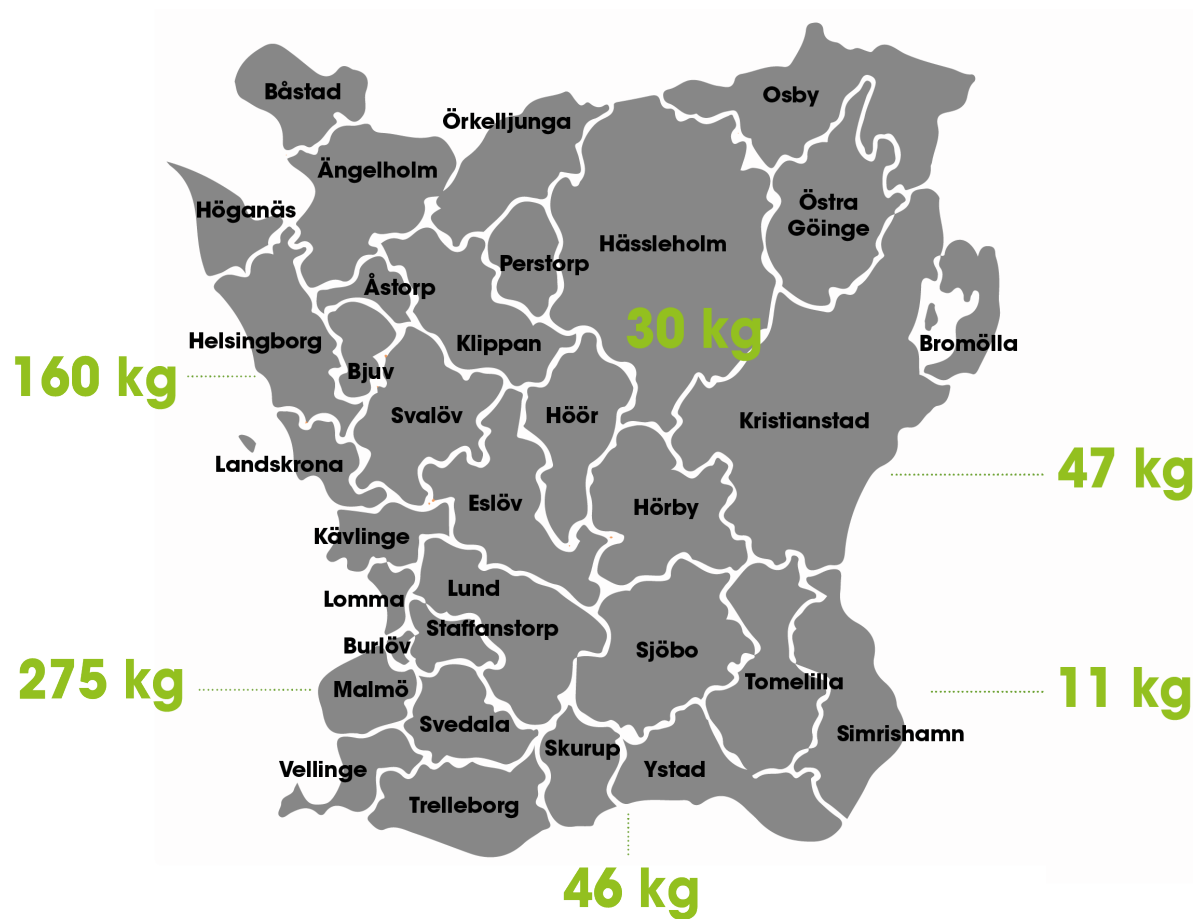 Båstad
Osby
Örkelljunga
Ängelholm
Höganäs
Östra
Göinge
Hässleholm
Perstorp
Åstorp
30 kg
Helsingborg
Klippan
Bromölla
160 kg
Bjuv
Svalöv
Höör
Kristianstad
Landskrona
47 kg
Eslöv
Hörby
Kävlinge
Lund
Lomma
Staffanstorp
Burlöv
Sjöbo
275 kg
Malmö
Tomelilla
11 kg
Svedala
Simrishamn
Skurup
Vellinge
Ystad
Trelleborg
46 kg